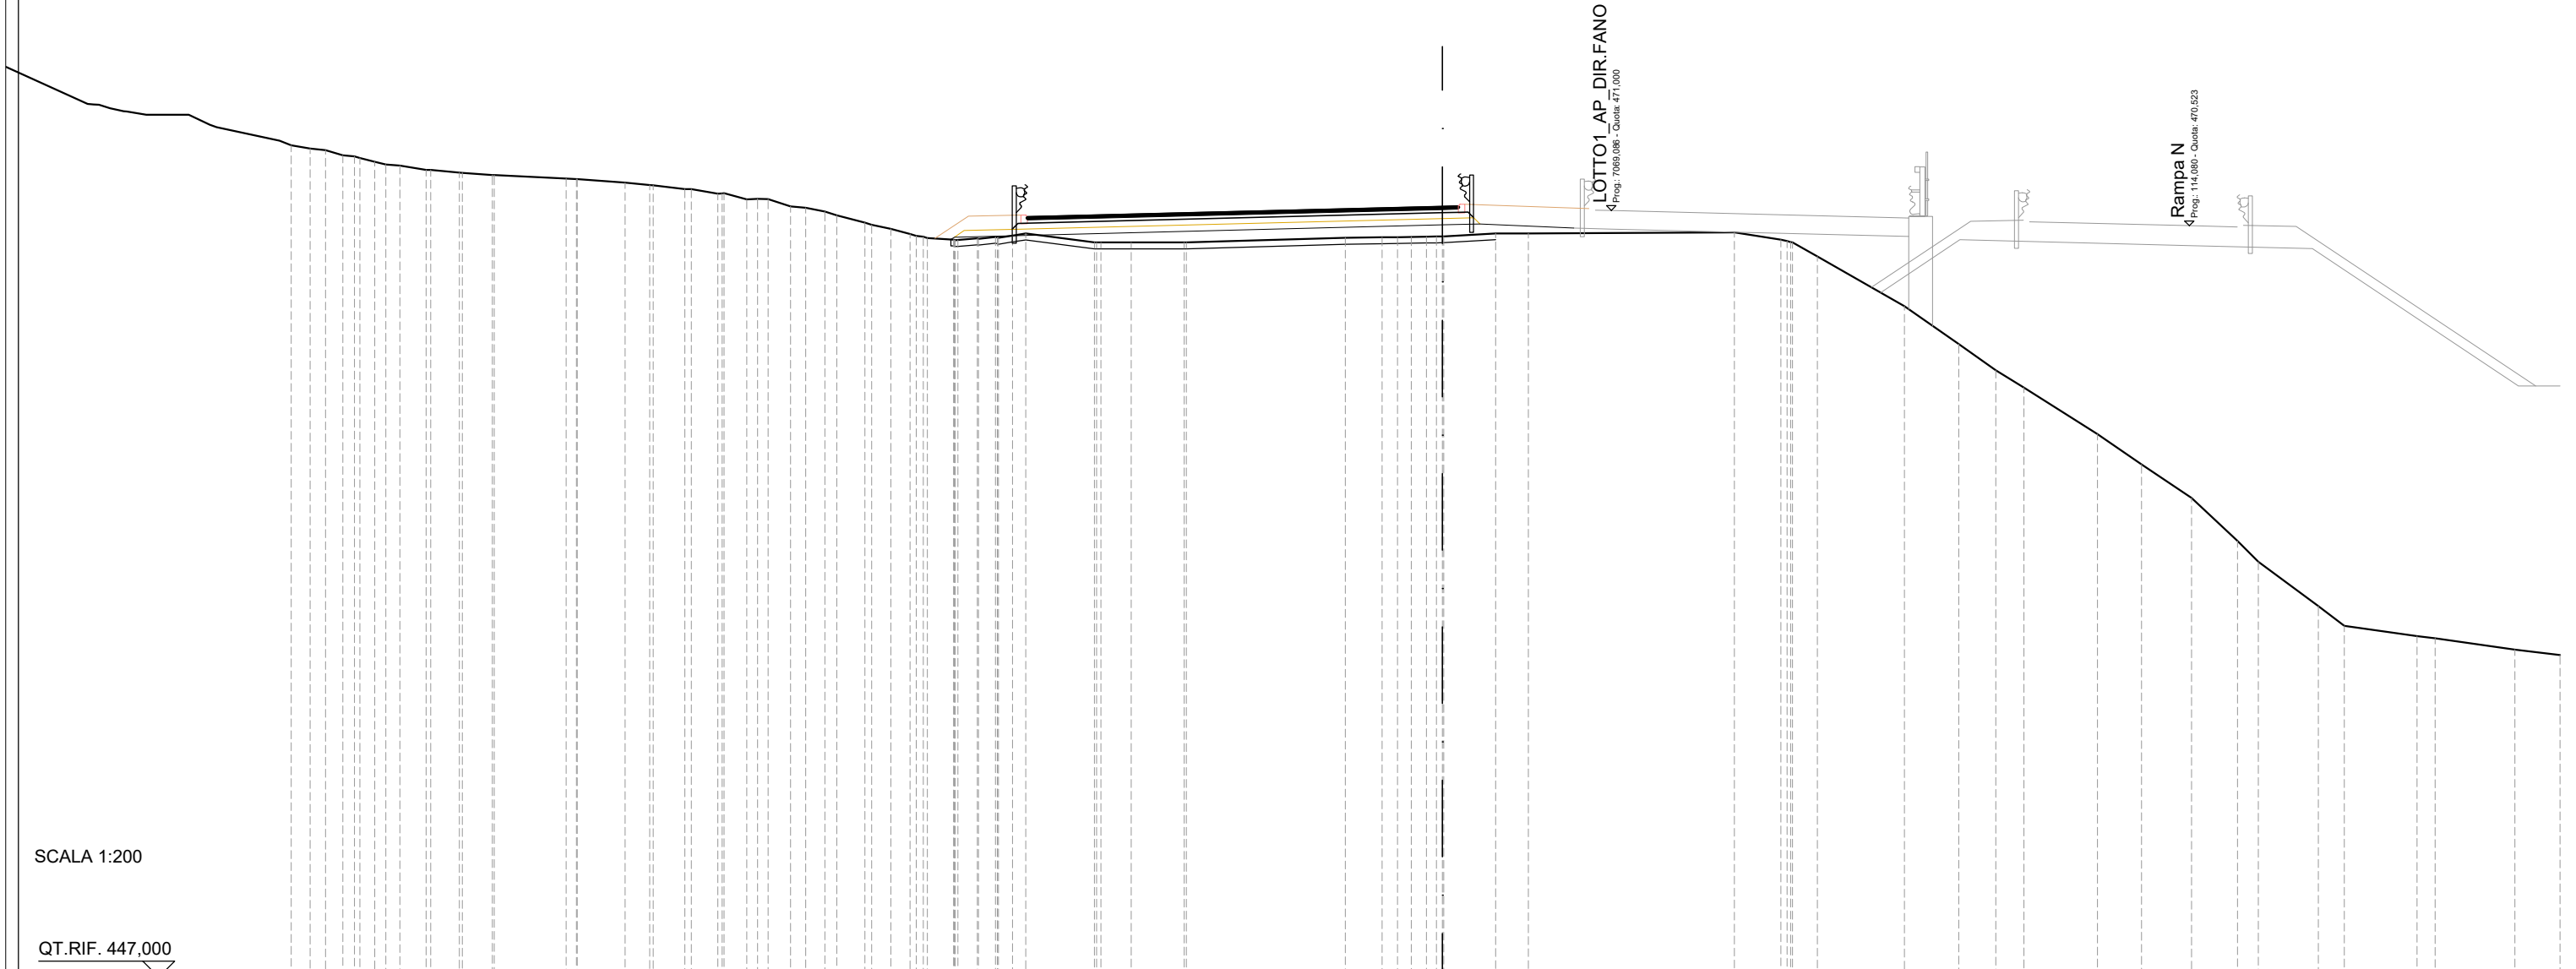 LOTTO1_AP_DIR.FANO
Prog.: 7069,086 - Quota: 471,000
Rampa N
Prog.: 114,080 - Quota: 470,523
SCALA 1:200
QT.RIF. 447,000